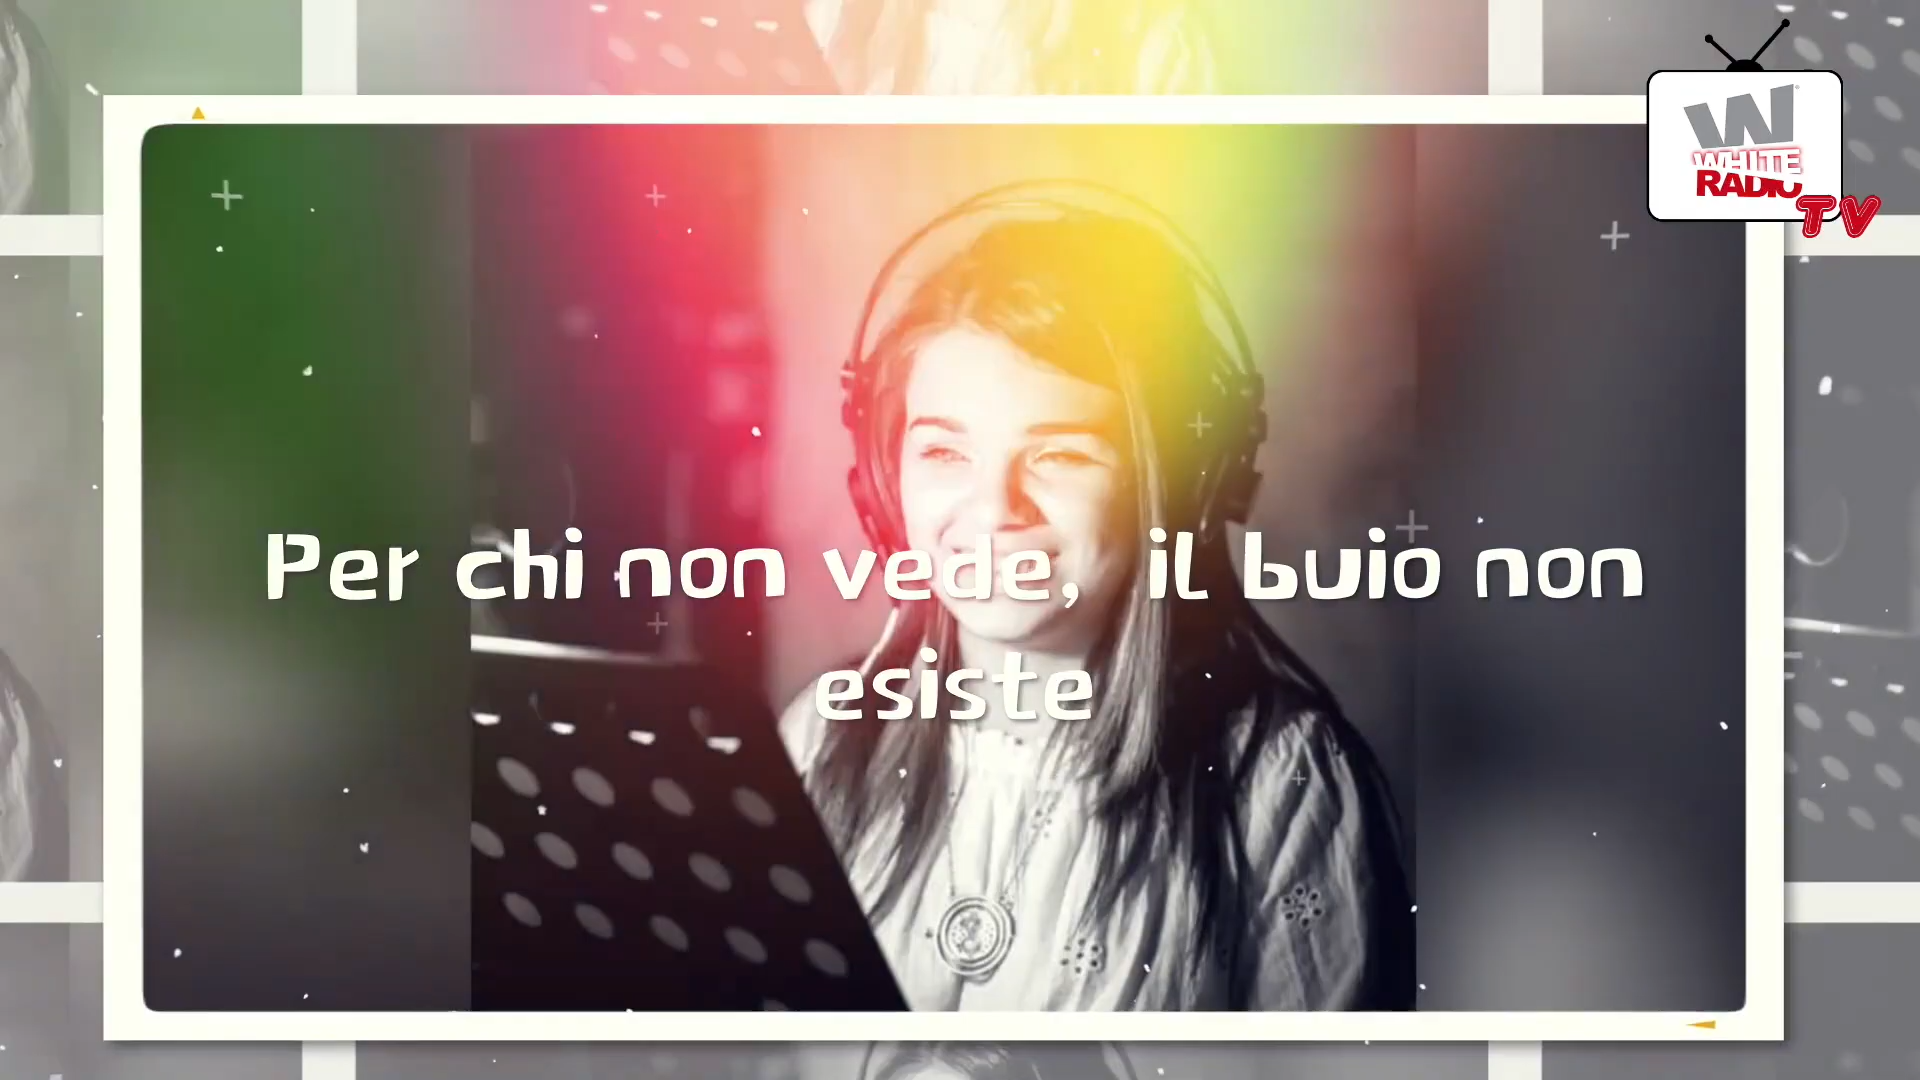 W
WHITE
RADIO
TV
Per chi non vede, il buio non
esiste